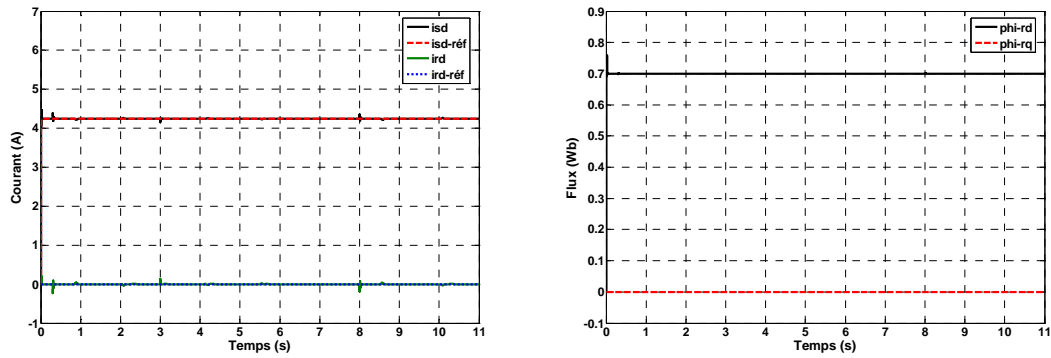 7
6
5
4
3
2
1
0
-1
Courant (A)
isd
isd-réf
ird
ird-réf
0 1 2 3 4 5 6 7 8 9 10 11
Temps (s)
0.9
0.8
0.7
0.6
0.5
0.4
0.3
0.2
0.1
0
-0.1
Flux (Wb)
phi-rd
phi-rq
0 1 2 3 4 5 6 7 8 9 10 11
Temps (s)